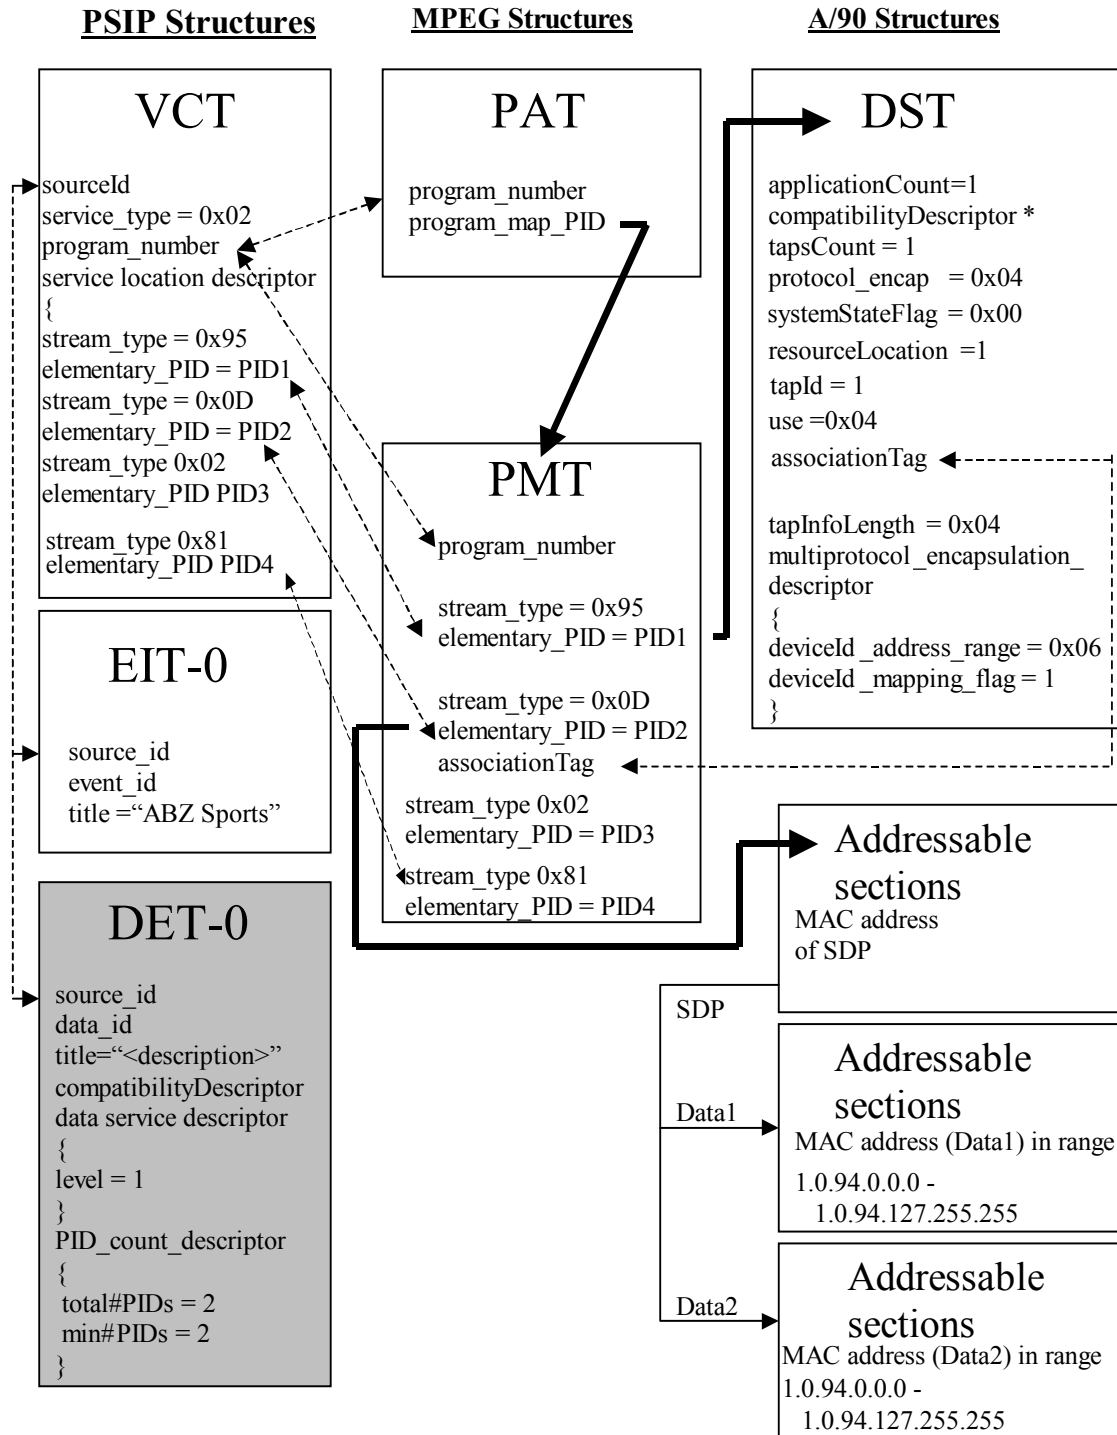 PSIP Structures
MPEG Structures
A/90 Structures
VCT
sourceId
service_type = 0x02
program_number
service location descriptor
{
stream_type = 0x95
elementary_PID = PID1
stream_type = 0x0D
elementary_PID = PID2
stream_type 0x02
elementary_PID PID3
stream_type 0x81
elementary_PID PID4
EIT-0
source_id
event_id
title =“ABZ Sports”
DET-0
source_id
data_id
title=“<description>”
compatibilityDescriptor
data service descriptor
{
level = 1
}
PID_count_descriptor
{
total#PIDs = 2
min#PIDs = 2
}
PAT
program_number
program_map_PID
PMT
program_number
stream_type = 0x95
elementary_PID = PID1
stream_type = 0x0D
elementary_PID = PID2
associationTag
stream_type 0x02
elementary_PID = PID3
stream_type 0x81
elementary_PID = PID4
DST
applicationCount=1
compatibilityDescriptor *
tapsCount = 1
protocol_encap = 0x04
systemStateFlag = 0x00
resourceLocation =1
tapId = 1
use =0x04
associationTag
tapInfoLength = 0x04
multiprotocol_encapsulation_
descriptor
{
deviceId_address_range = 0x06
deviceId_mapping_flag = 1
}
Addressable
sections
MAC address
of SDP
SDP
Addressable
sections
Data1
MAC address (Data1) in range
1.0.94.0.0.0 -
1.0.94.127.255.255
Addressable
sections
Data2
MAC address (Data2) in range
1.0.94.0.0.0 -
1.0.94.127.255.255